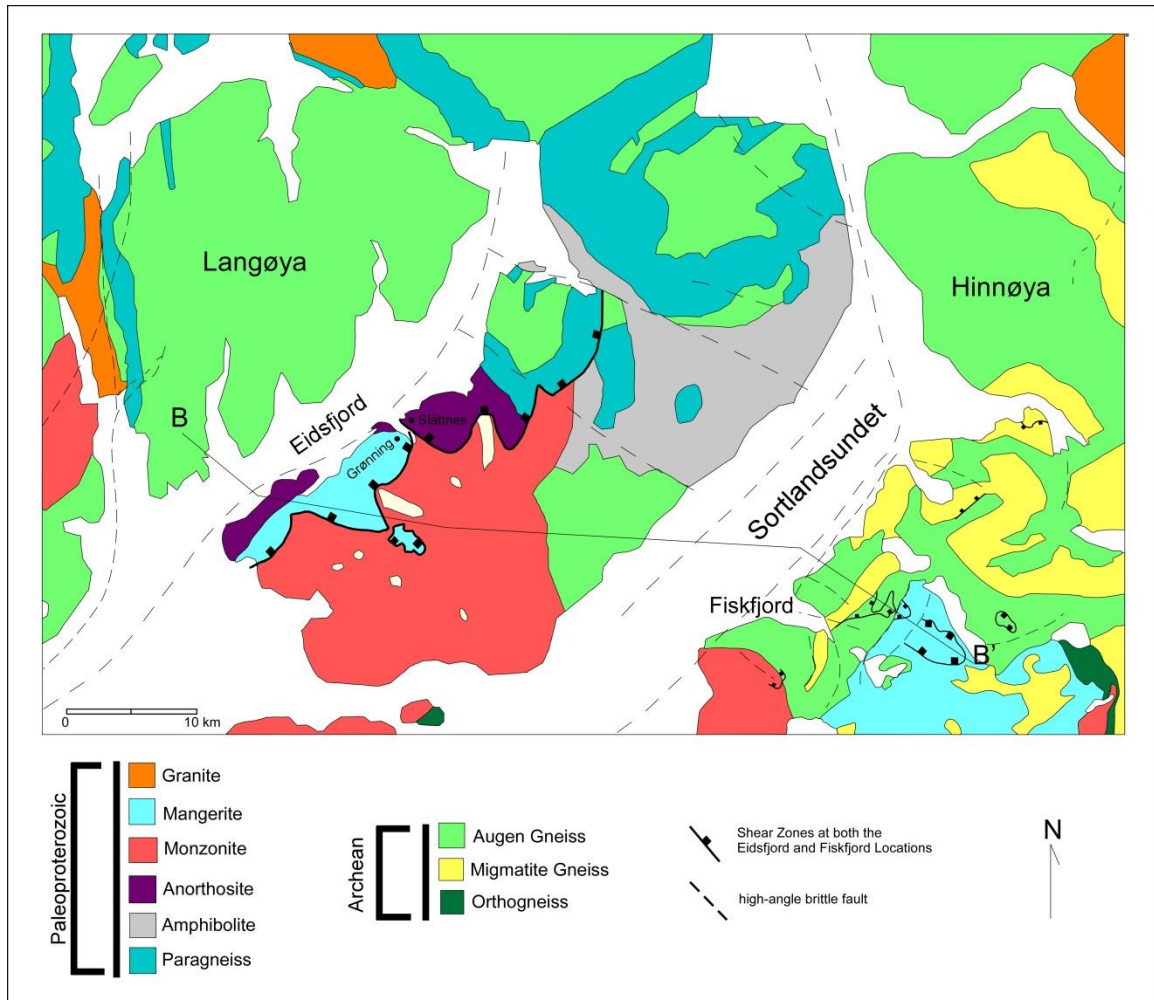 Langøya
Hinnøya
B
Eidsfjord
Slåttnes
Grønning
Sortlandsundet
Fiskfjord
B'
0 10 km
Paleoproterozoic
Granite
Mangerite
Monzonite
Anorthosite
Amphibolite
Paragneiss
Archean
Augen Gneiss
Migmatite Gneiss
Orthogneiss
Shear Zones at both the
Eidsfjord and Fiskfjord Locations
high-angle brittle fault
N